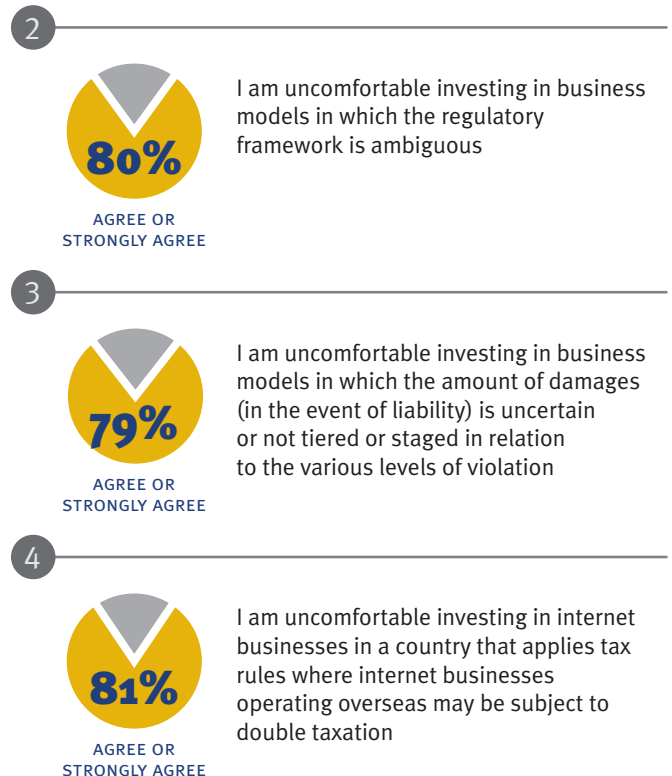 2
80%
AGREE OR
STRONGLY AGREE
I am uncomfortable investing in business
models in which the regulatory
framework is ambiguous
3
79%
AGREE OR
STRONGLY AGREE
I am uncomfortable investing in business
models in which the amount of damages
(in the event of liability) is uncertain
or not tiered or staged in relation
to the various levels of violation
4
81%
AGREE OR
STRONGLY AGREE
I am uncomfortable investing in internet
businesses in a country that applies tax
rules where internet businesses
operating overseas may be subject to
double taxation